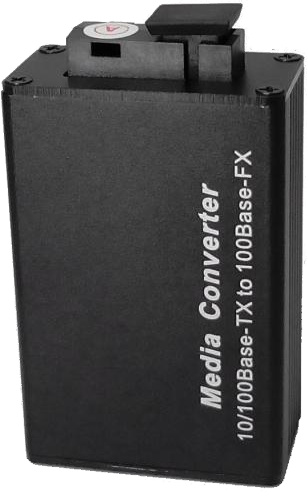 A
Media Converter
10/100Base-TX to 100Base-FX